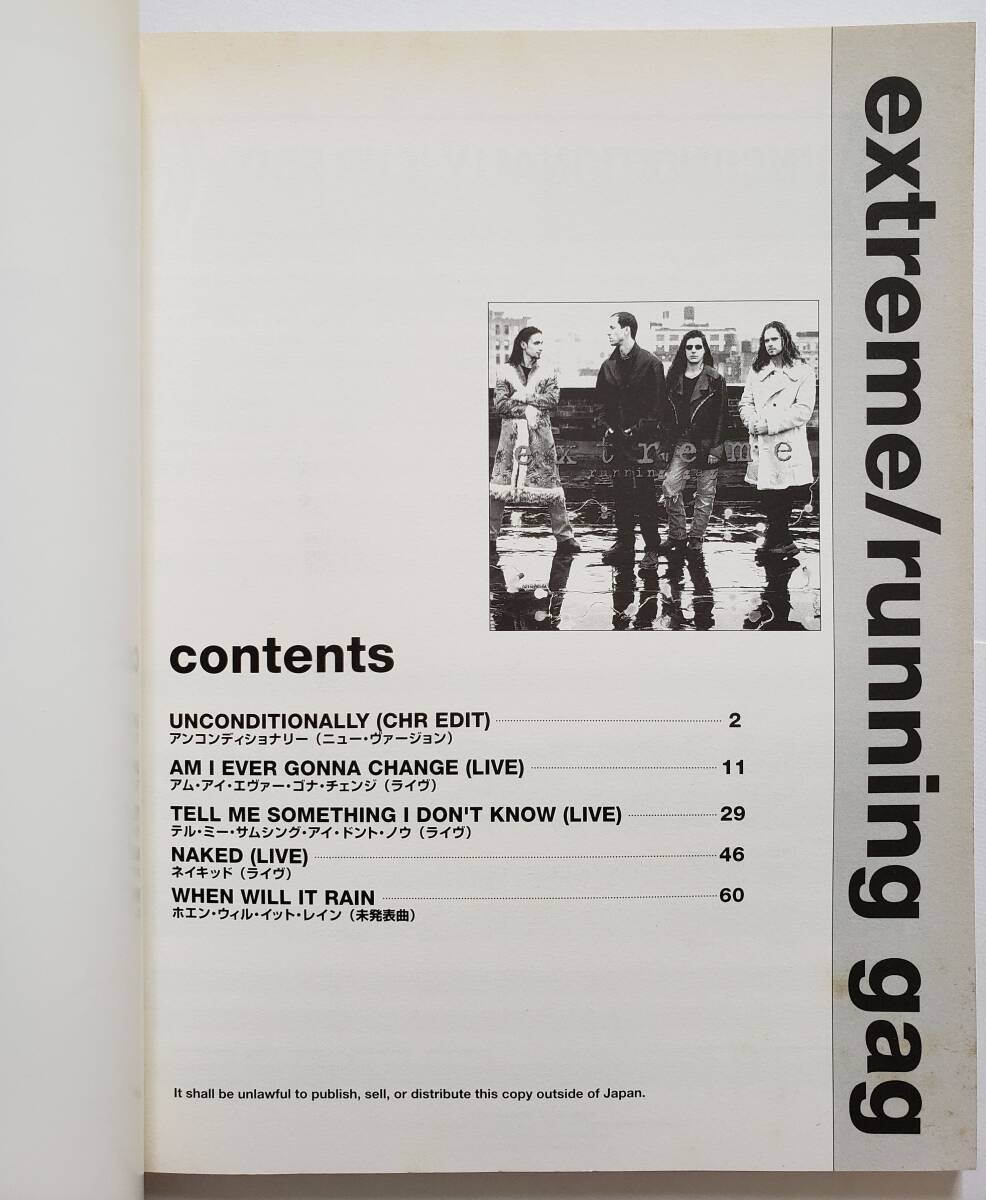 extreme/running gag
extreme
running
contents
UNCONDITIONALLY (CHR EDIT) 2
アンコンディショナリー（ニュー・ヴァージョン）
AM I EVER GONNA CHANGE (LIVE) 11
アム・アイ・エヴァー・ゴナ・チェンジ（ライヴ）
TELL ME SOMETHING I DON'T KNOW (LIVE) 29
テル・ミー・サムシング・アイ・ドント・ノウ（ライヴ）
NAKED (LIVE) 46
ネイキッド（ライヴ）
WHEN WILL IT RAIN 60
ホエン・ウィル・イット・レイン（未発表曲）
It shall be unlawful to publish, sell, or distribute this copy outside of Japan.